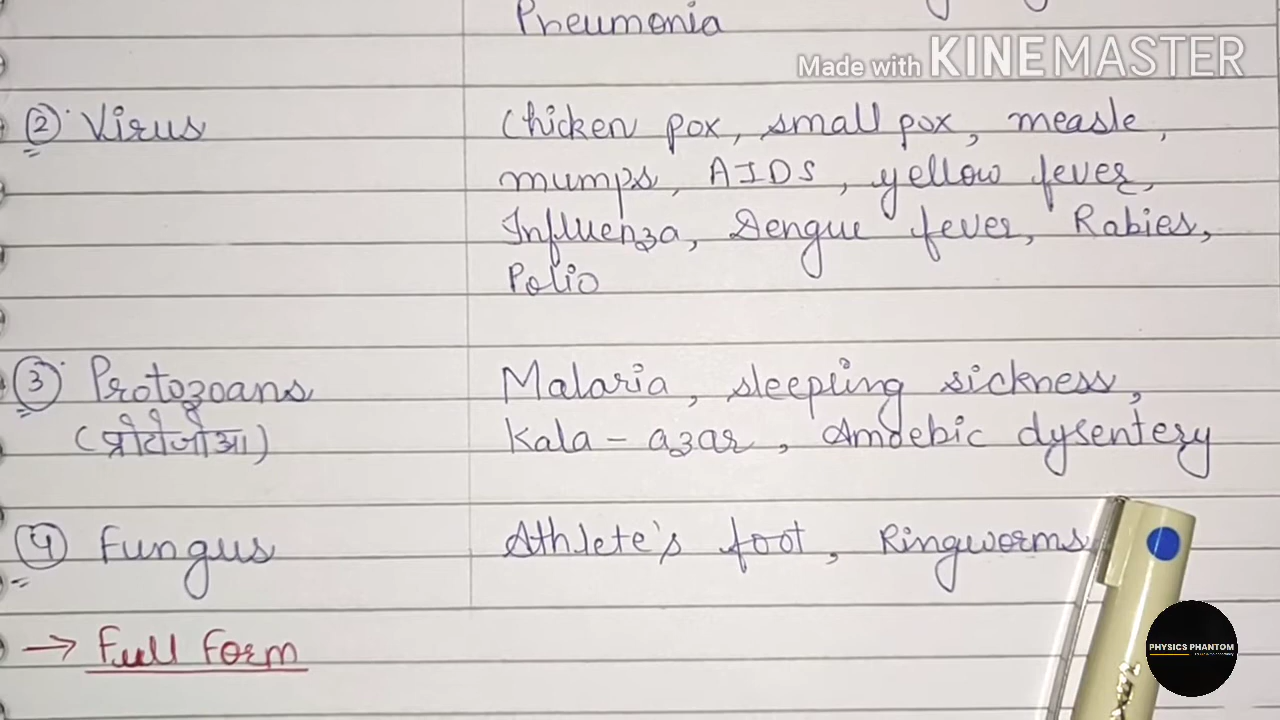 Pneumonia
Made with KINEMASTER
② Virus Chicken pox, small pox, measle,
mumps, AIDS, yellow fever,
Influenza, Dengue fever, Rabies,
Polio
③ Protozoans Malaria, sleepling sickness,
(प्रोटोजोआ) Kala - azar, Amoebic dysentery
④ Fungus Athlete's foot, Ringworms
→ Full Form
PHYSICS PHANTOM